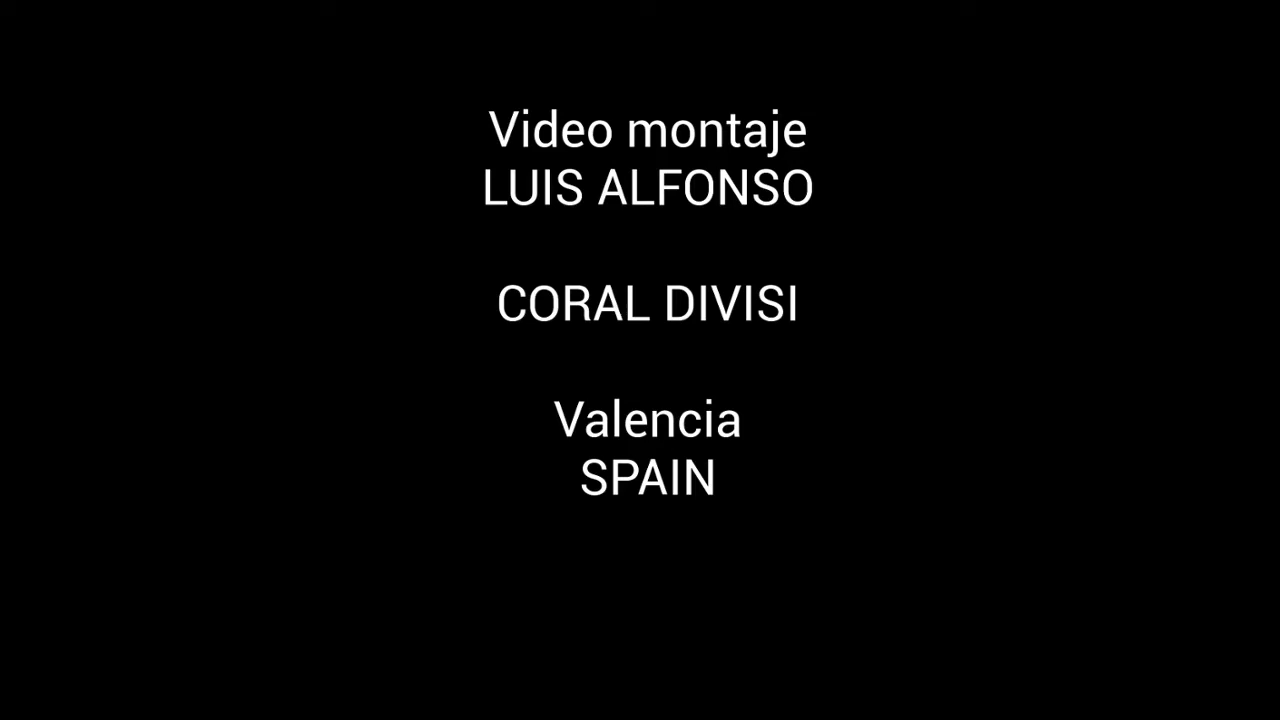 Video montaje
LUIS ALFONSO
CORAL DIVISI
Valencia
SPAIN